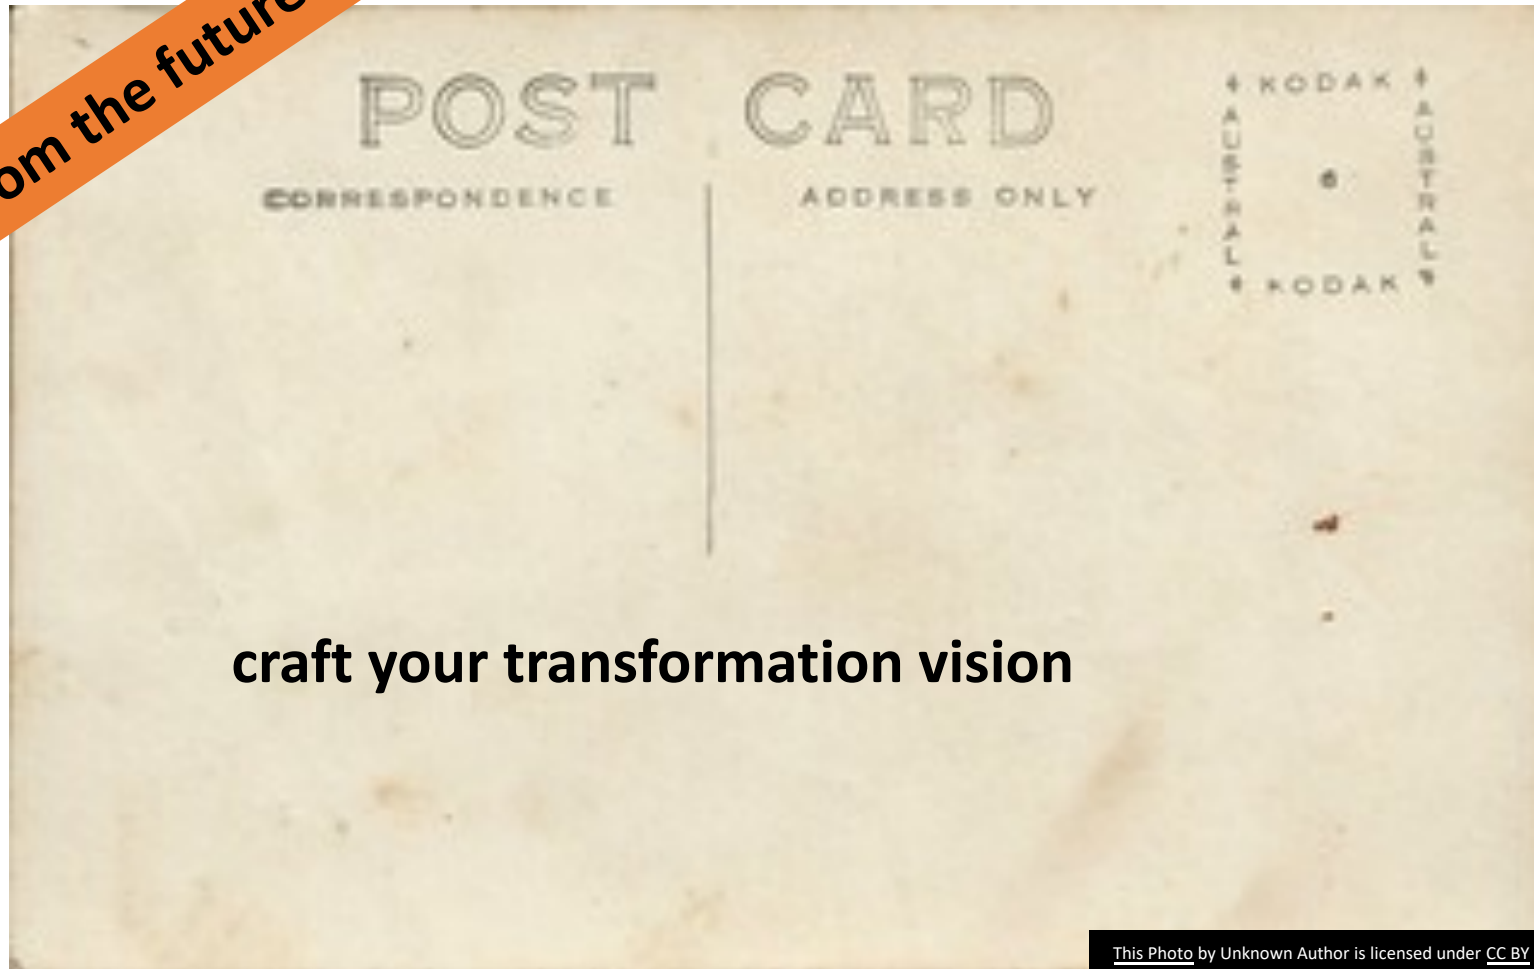 the future
POST CARD
CORRESPONDENCE
ADDRESS ONLY
KODAK
AUSTRAL
AUSTRAL
6
KODAK
craft your transformation vision
This Photo by Unknown Author is licensed under CC BY